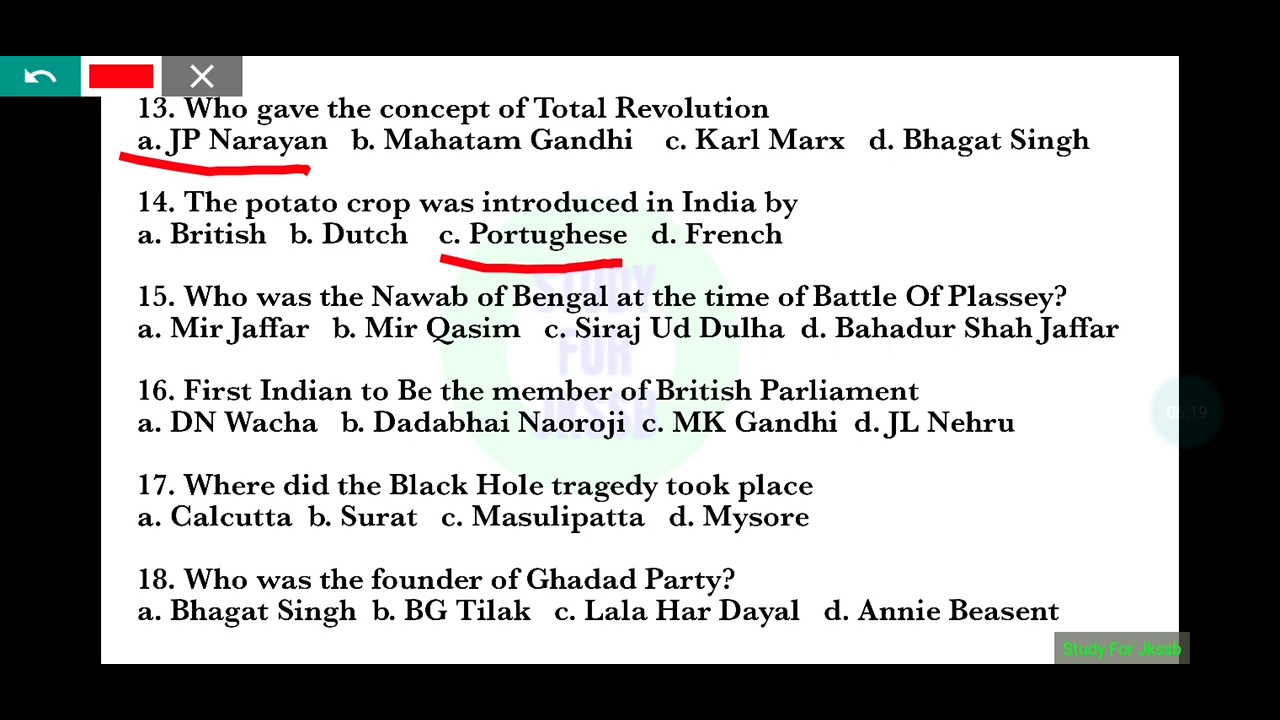 13. Who gave the concept of Total Revolution
a. JP Narayan b. Mahatam Gandhi c. Karl Marx d. Bhagat Singh
14. The potato crop was introduced in India by
a. British b. Dutch c. Portughese d. French
15. Who was the Nawab of Bengal at the time of Battle Of Plassey?
a. Mir Jaffar b. Mir Qasim c. Siraj Ud Dulha d. Bahadur Shah Jaffar
16. First Indian to Be the member of British Parliament
a. DN Wacha b. Dadabhai Naoroji c. MK Gandhi d. JL Nehru
05:19
17. Where did the Black Hole tragedy took place
a. Calcutta b. Surat c. Masulipatta d. Mysore
18. Who was the founder of Ghadad Party?
a. Bhagat Singh b. BG Tilak c. Lala Har Dayal d. Annie Beasent
STUDY
FOR
JKSSB
Study For Jkssb